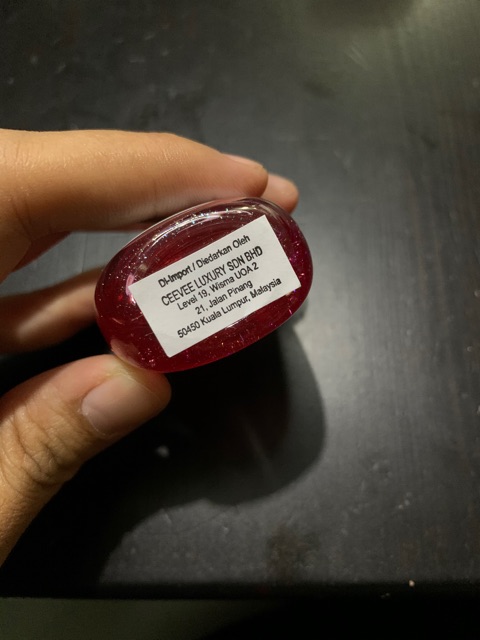 Di-Import / Diedarkan Oleh
CEEVEE LUXURY SDN BHD
Level 19, Wisma UOA 2
21, Jalan Pinang
50450 Kuala Lumpur, Malaysia